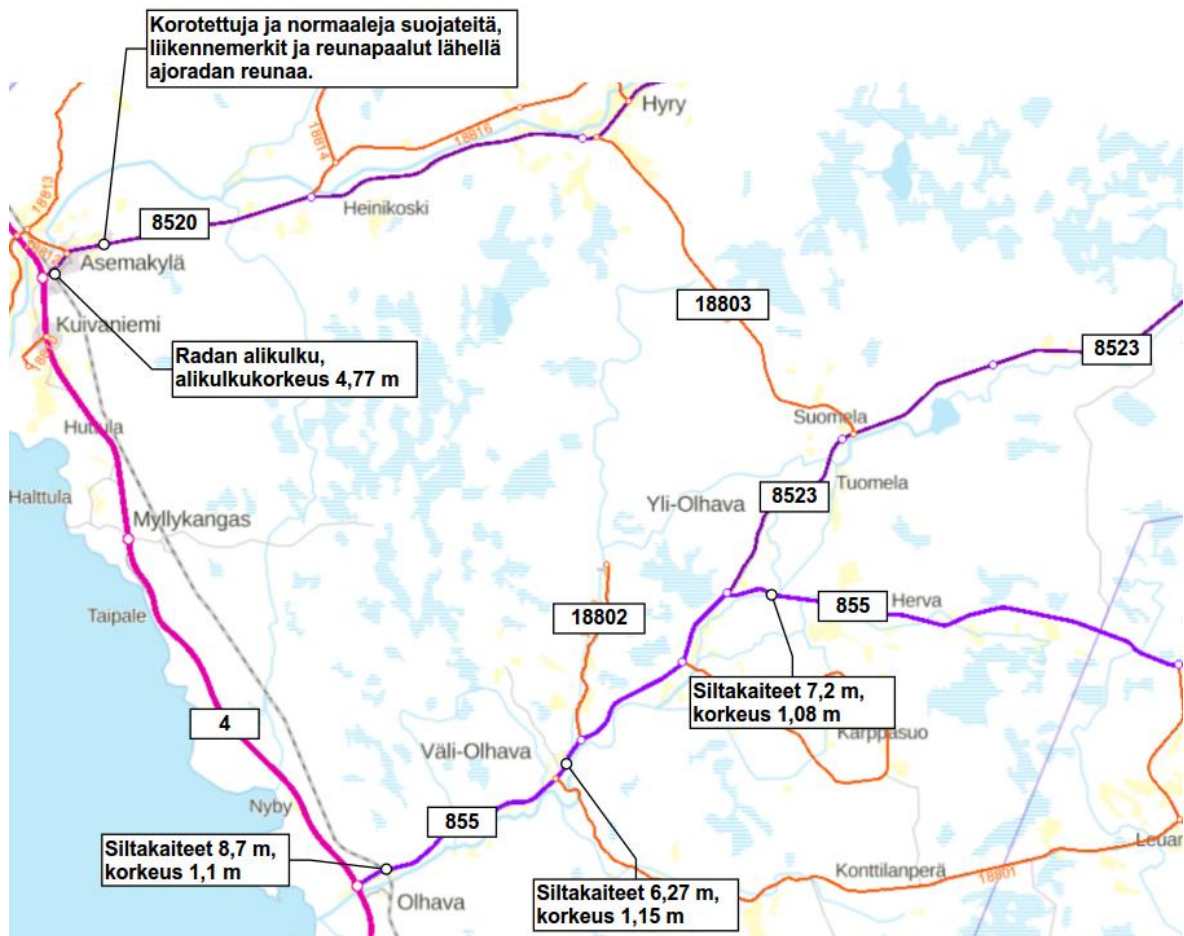 Korotettuja ja normaaleja suojateitä,
liikennemerkit ja reunapaalut lähellä
ajoradan reunaa.
Hyry
18816
18814
18813
Heinikoski
8520
Asemakylä
18803
Kuivaniemi
8523
Radan alikulku,
alikulkukorkeus 4,77 m
Suomela
Huttula
Tuomela
Halttula
8523
Yli-Olhava
Myllykangas
Herva
855
Taipale
18802
Siltakaiteet 7,2 m,
korkeus 1,08 m
4
Karppasuo
Väli-Olhava
Nyby
855
Siltakaiteet 8,7 m,
korkeus 1,1 m
Konttilanperä
18801
Siltakaiteet 6,27 m,
korkeus 1,15 m
Olhava